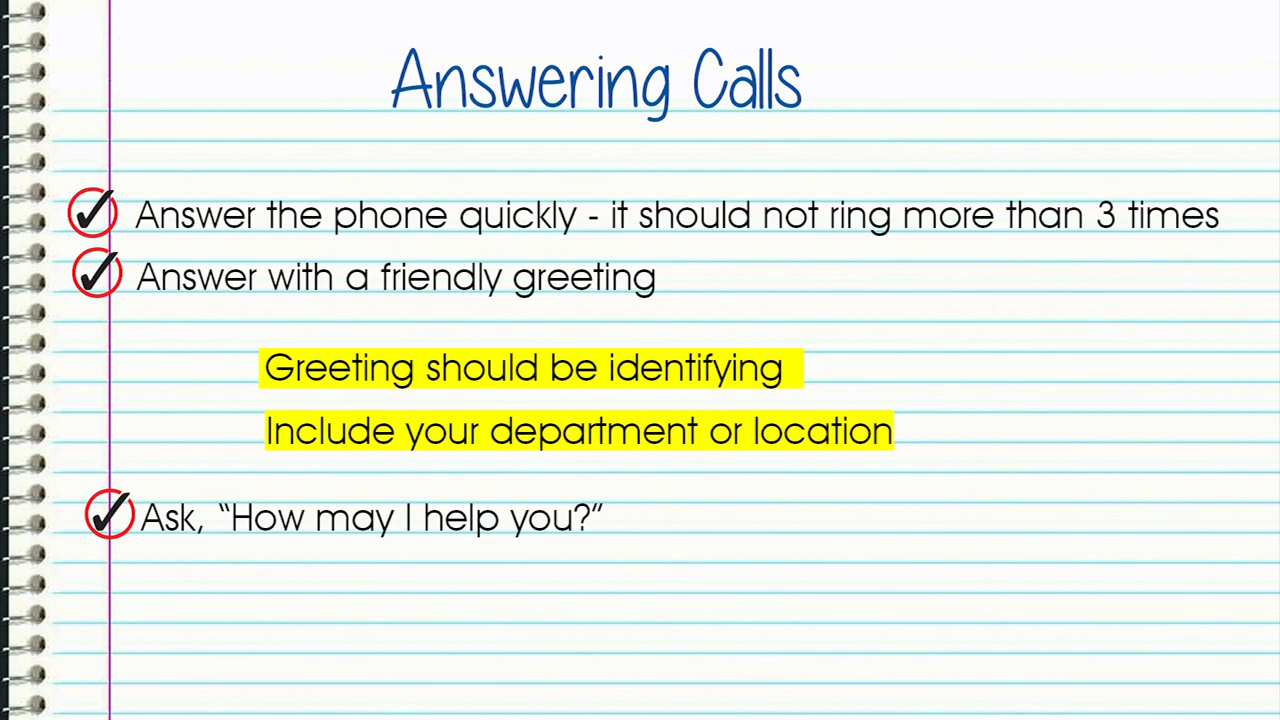 Answering Calls
Answer the phone quickly - it should not ring more than 3 times
Answer with a friendly greeting
Greeting should be identifying
Include your department or location
Ask, “How may I help you?”